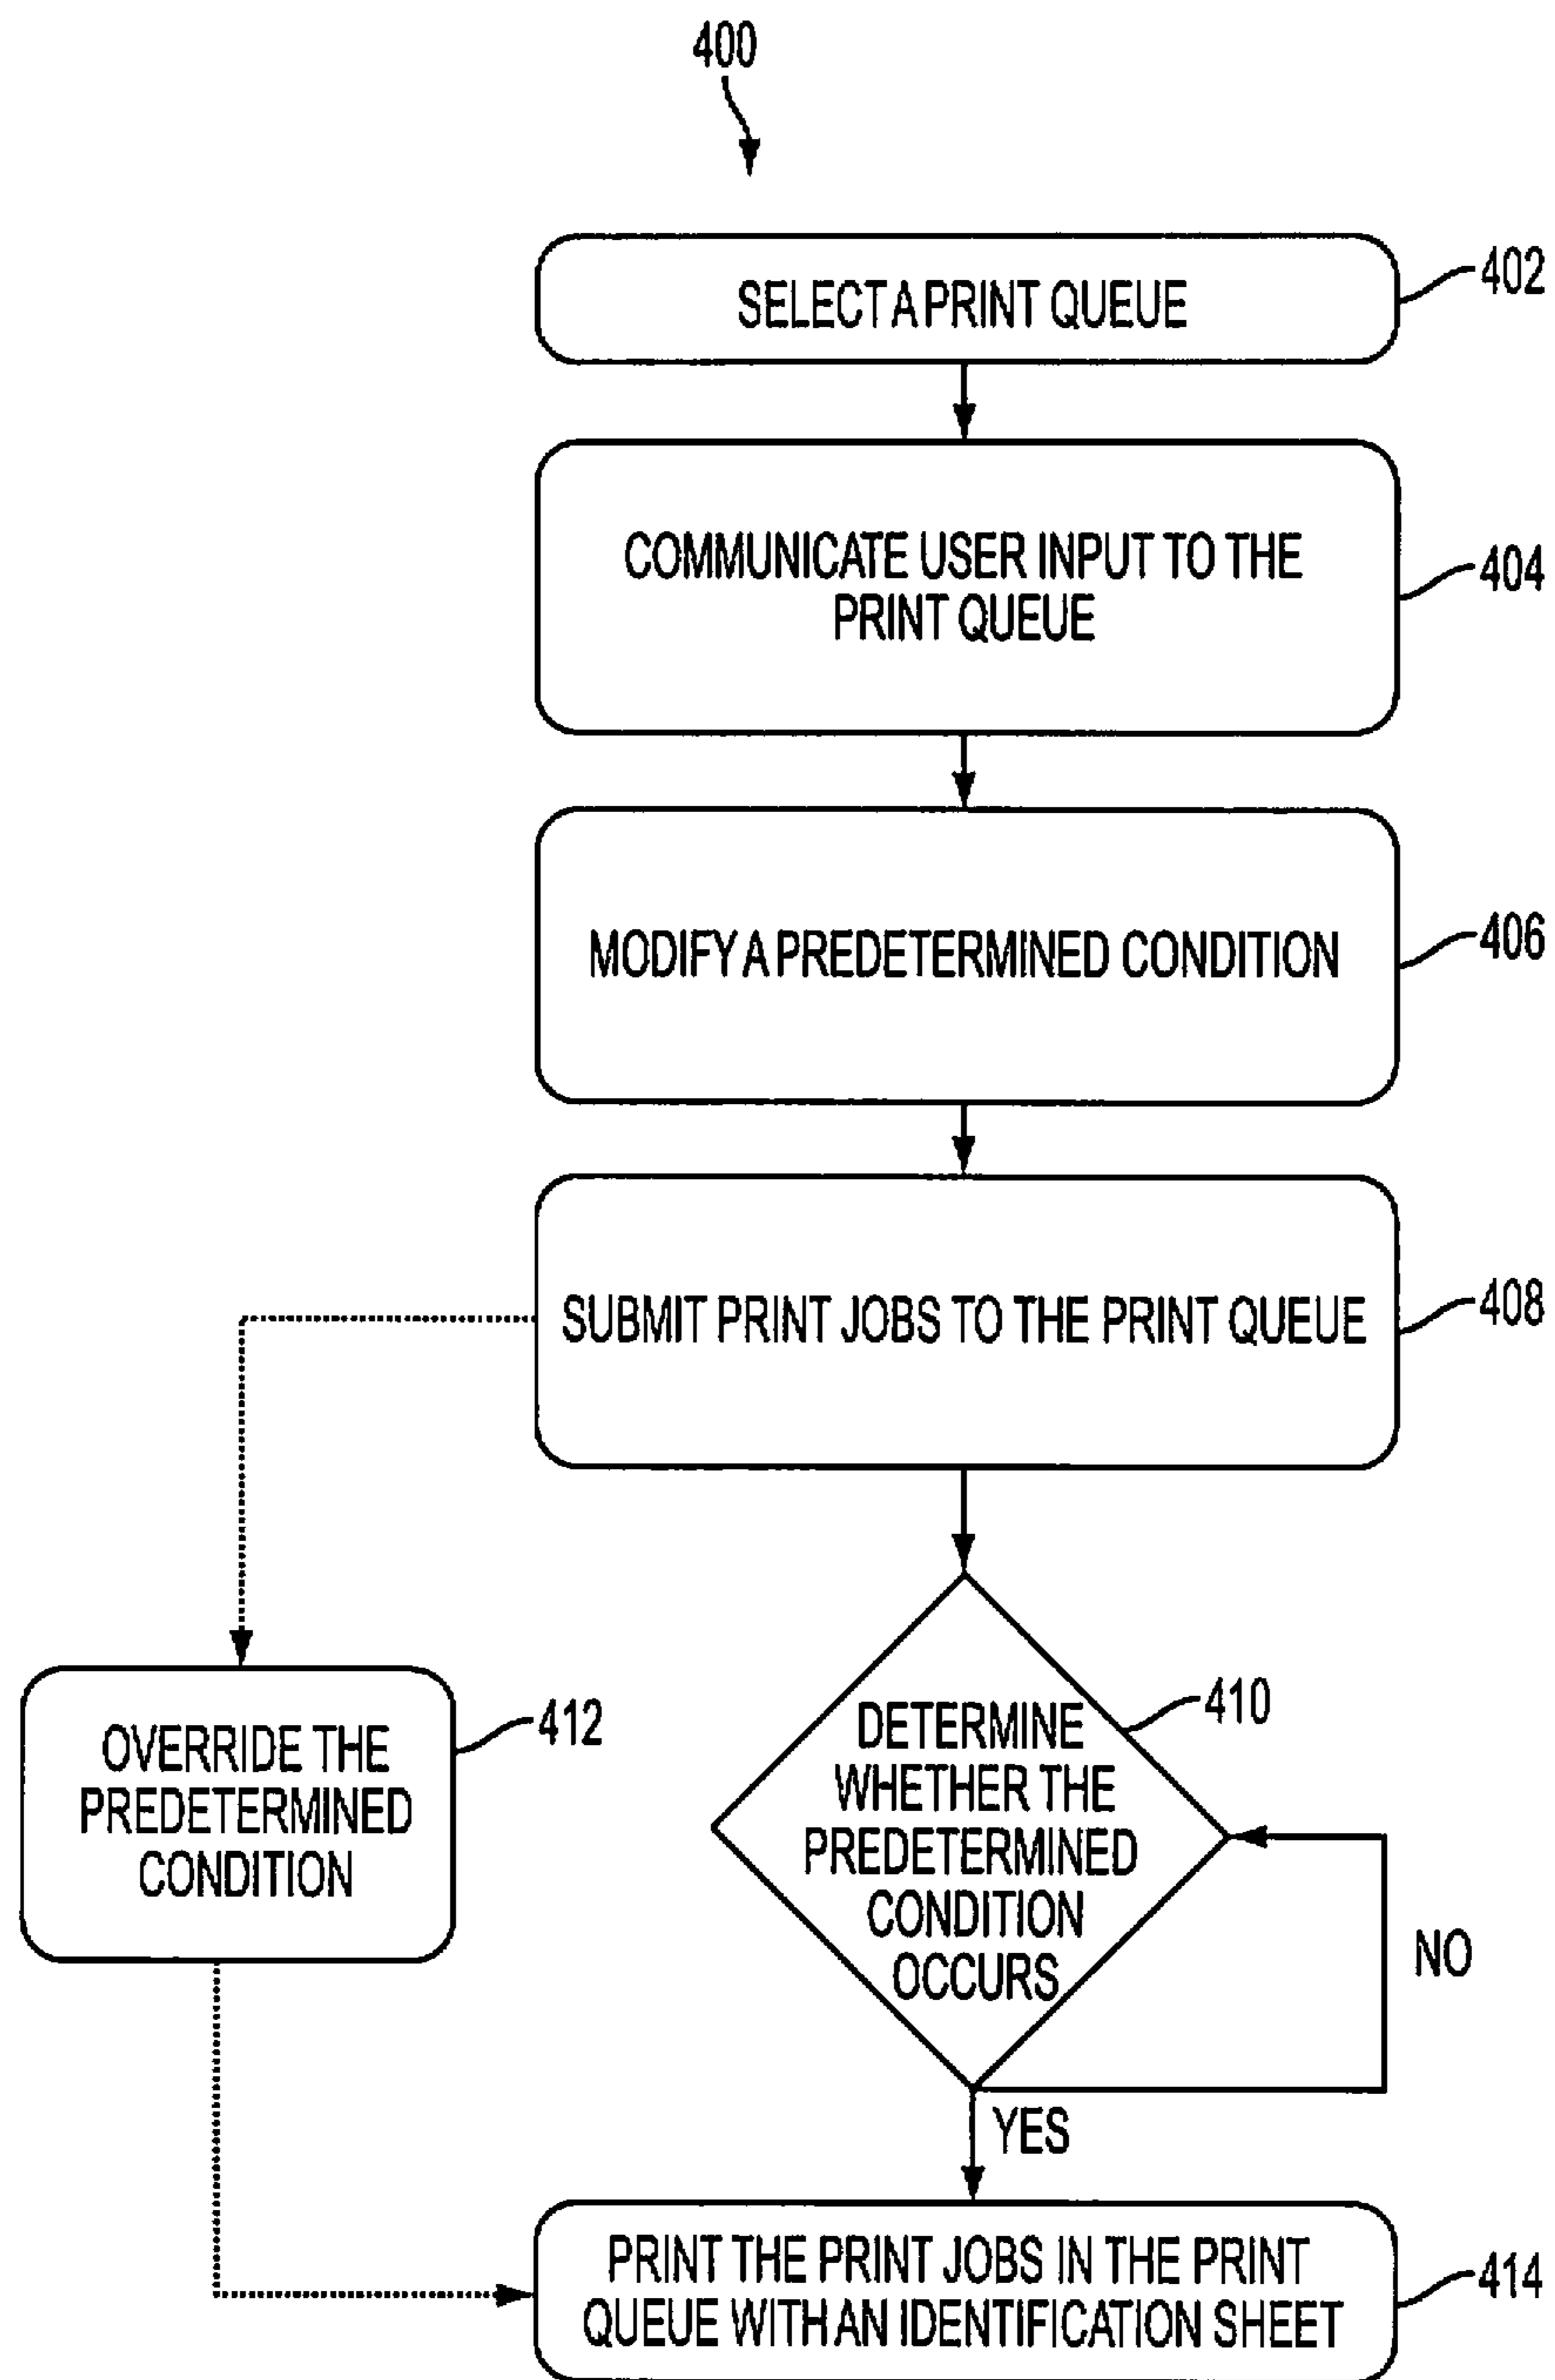 400
SELECT A PRINT QUEUE
402
COMMUNICATE USER INPUT TO THE
PRINT QUEUE
404
MODIFY A PREDETERMINED CONDITION
406
SUBMIT PRINT JOBS TO THE PRINT QUEUE
408
DETERMINE
WHETHER THE
PREDETERMINED
CONDITION
OCCURS
410
OVERRIDE THE
PREDETERMINED
CONDITION
412
NO
YES
PRINT THE PRINT JOBS IN THE PRINT
QUEUE WITH AN IDENTIFICATION SHEET
414